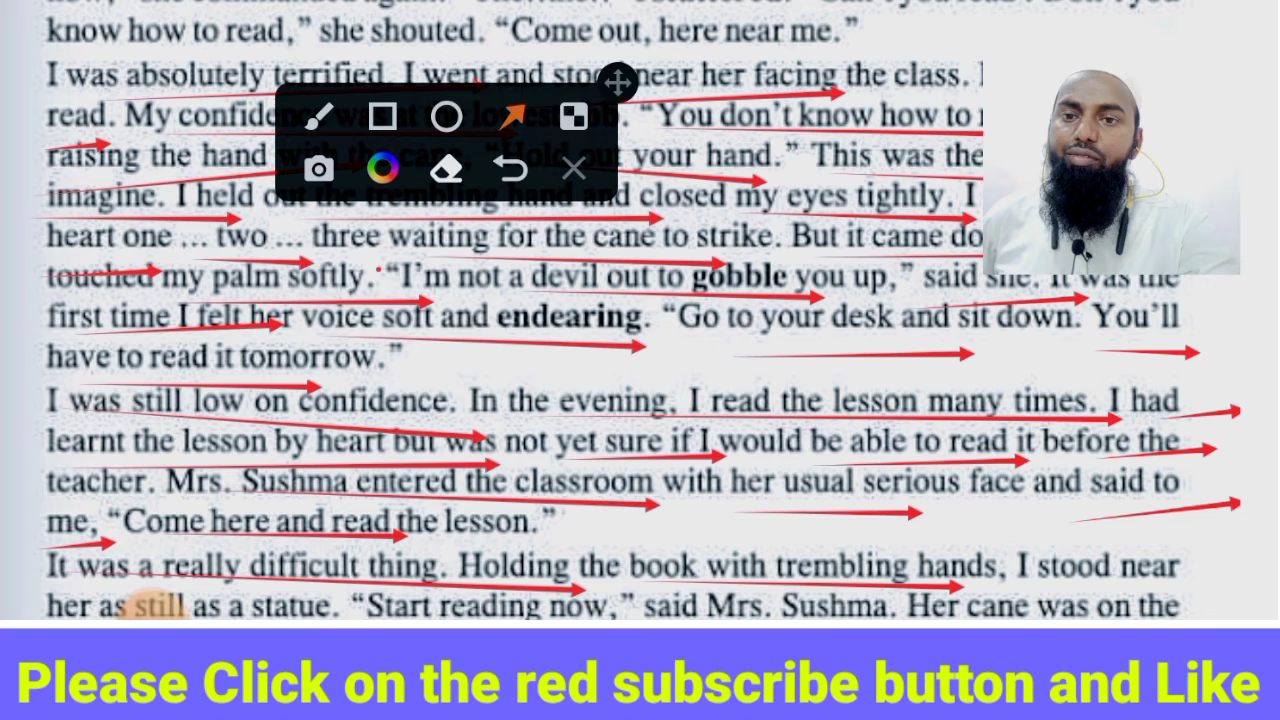 know how to read,” she shouted. “Come out, here near me.”
I was absolutely terrified. I went and stood near her facing the class. I
read. My confidence was at the lowest ebb. “You don’t know how to
raising the hand with the cane, “Hold out your hand.” This was the
imagine. I held out the trembling hand and closed my eyes tightly. I
heart one ... two ... three waiting for the cane to strike. But it came do
touched my palm softly. “I’m not a devil out to gobble you up,” said she. It was the
first time I felt her voice soft and endearing. “Go to your desk and sit down. You’ll
have to read it tomorrow.”
I was still low on confidence. In the evening, I read the lesson many times. I had
learnt the lesson by heart but was not yet sure if I would be able to read it before the
teacher. Mrs. Sushma entered the classroom with her usual serious face and said to
me, “Come here and read the lesson.”
It was a really difficult thing. Holding the book with trembling hands, I stood near
her as still as a statue. “Start reading now,” said Mrs. Sushma. Her cane was on the
Please Click on the red subscribe button and Like